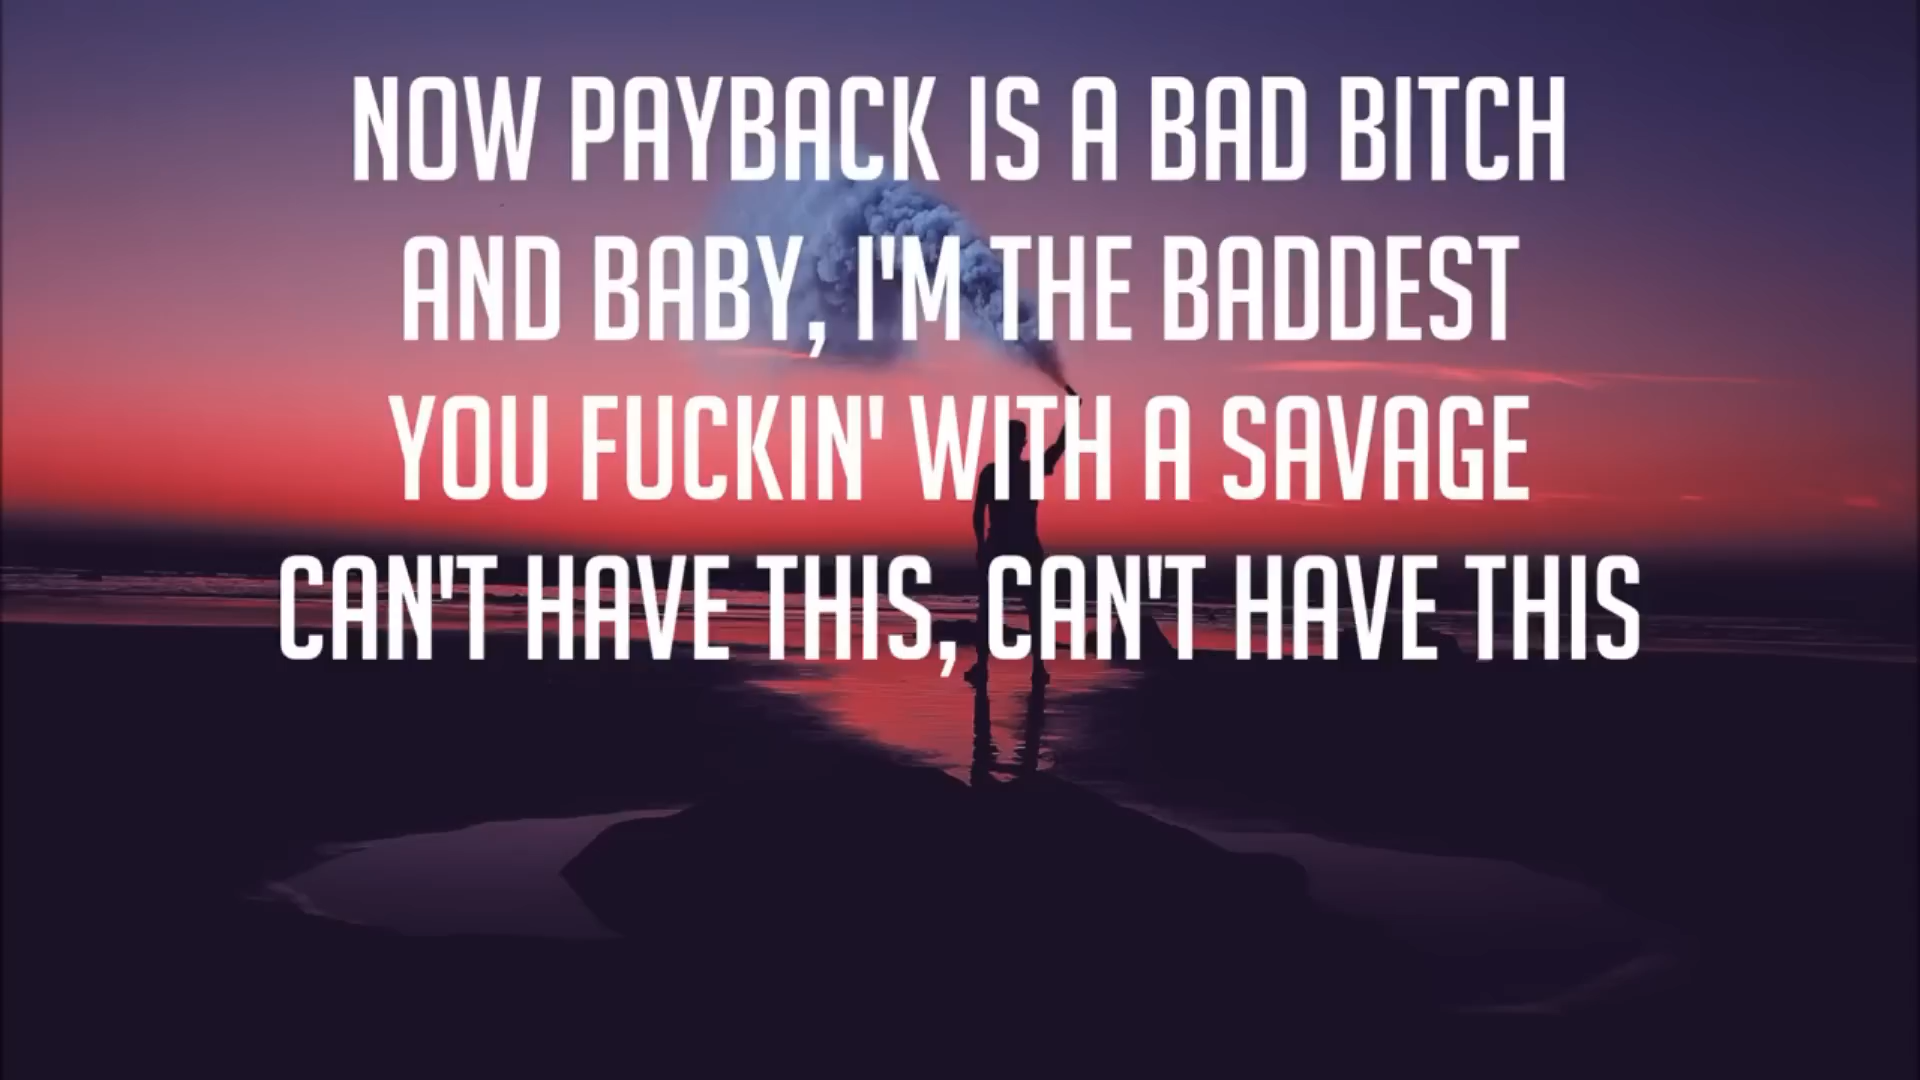 NOW PAYBACK IS A BAD BITCH
AND BABY, I'M THE BADDEST
YOU FUCKIN' WITH A SAVAGE
CAN'T HAVE THIS, CAN'T HAVE THIS